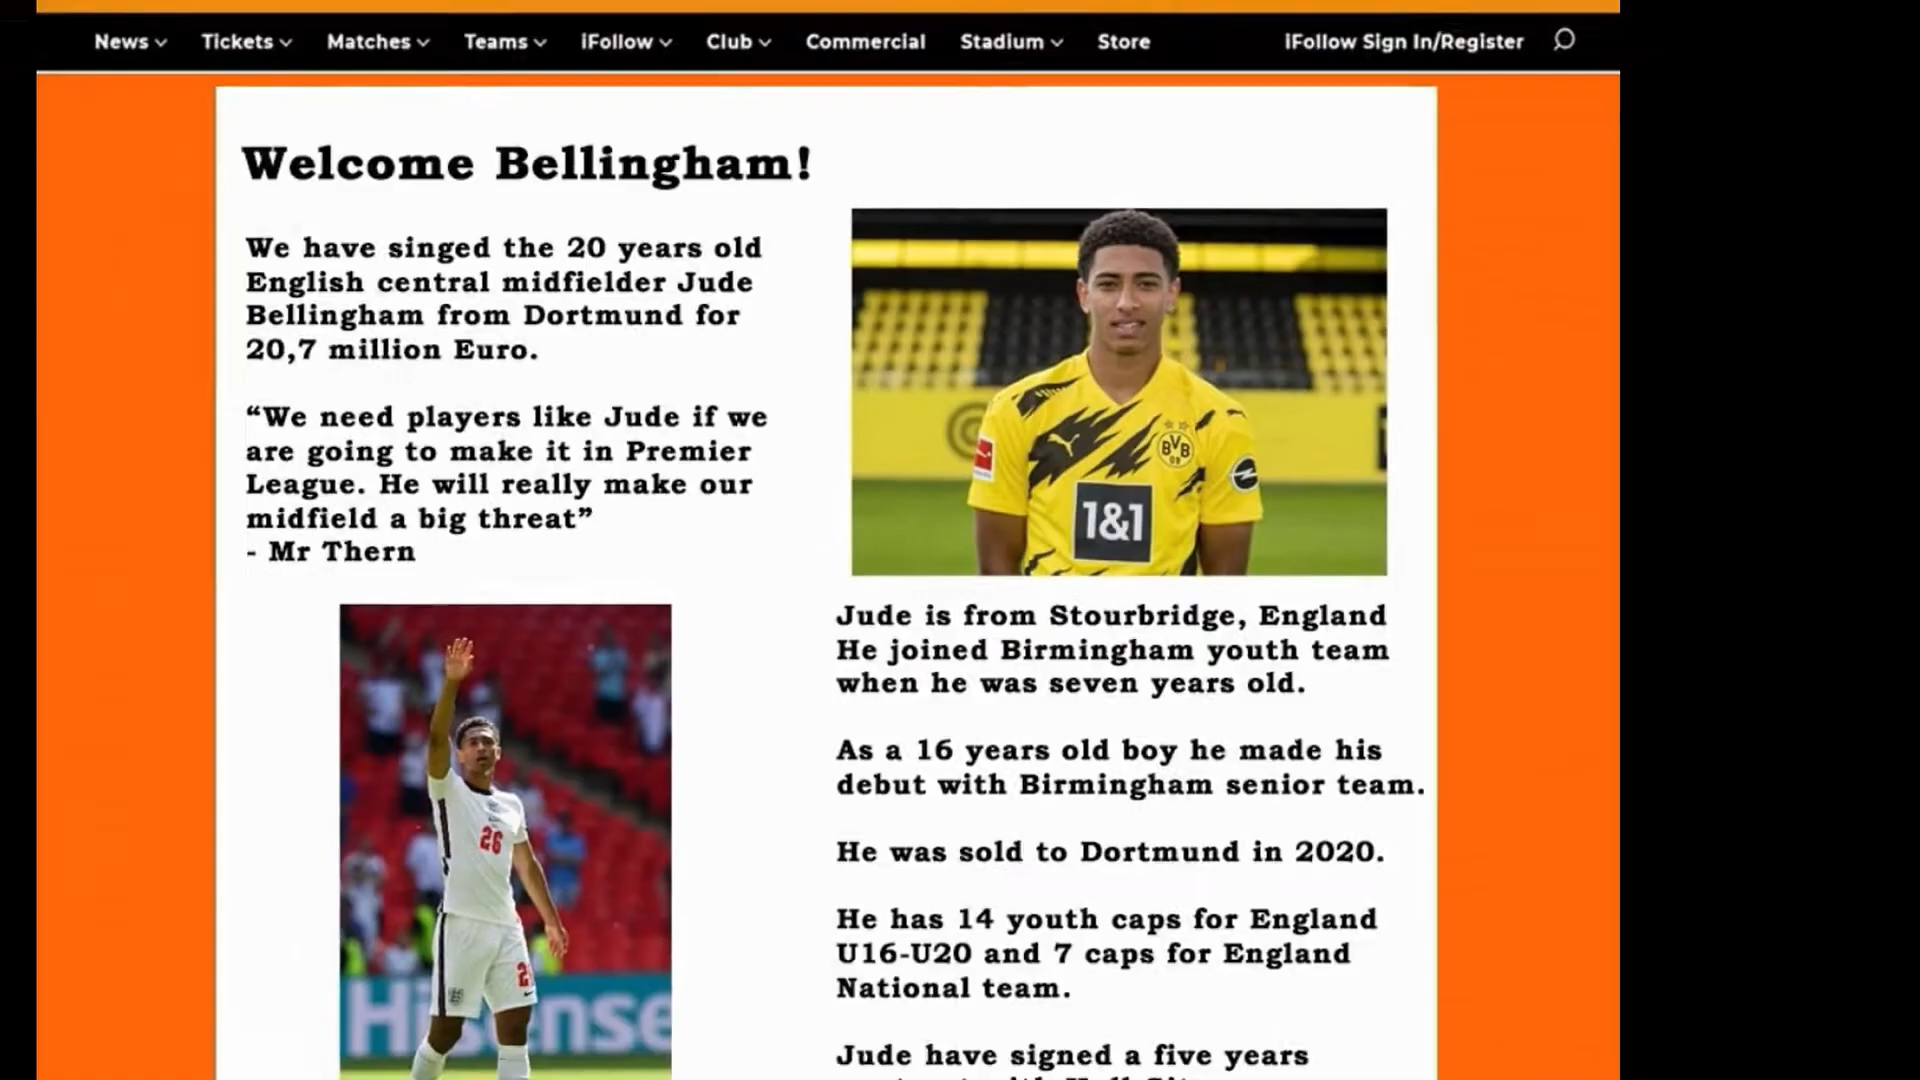 News Tickets Matches Teams iFollow Club Commercial Stadium Store iFollow Sign In/Register
Welcome Bellingham!
We have singed the 20 years old
English central midfielder Jude
Bellingham from Dortmund for
20,7 million Euro.
“We need players like Jude if we
are going to make it in Premier
League. He will really make our
midfield a big threat”
- Mr Thern
BVB
09
1&1
26
Hisense
Jude is from Stourbridge, England
He joined Birmingham youth team
when he was seven years old.
As a 16 years old boy he made his
debut with Birmingham senior team.
He was sold to Dortmund in 2020.
He has 14 youth caps for England
U16-U20 and 7 caps for England
National team.
Jude have signed a five years